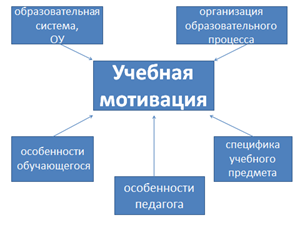 образовательная
система,
ОУ
организация
образовательного
процесса
Учебная
мотивация
особенности
обучающегося
особенности
педагога
специфика
учебного
предмета